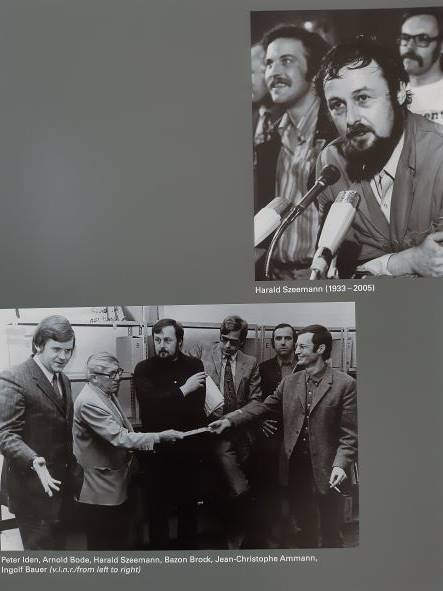 Harald Szeemann (1933 – 2005)
Peter Iden, Arnold Bode, Harald Szeemann, Bazon Brock, Jean-Christophe Ammann,
Ingolf Bauer (v.l.n.r./from left to right)